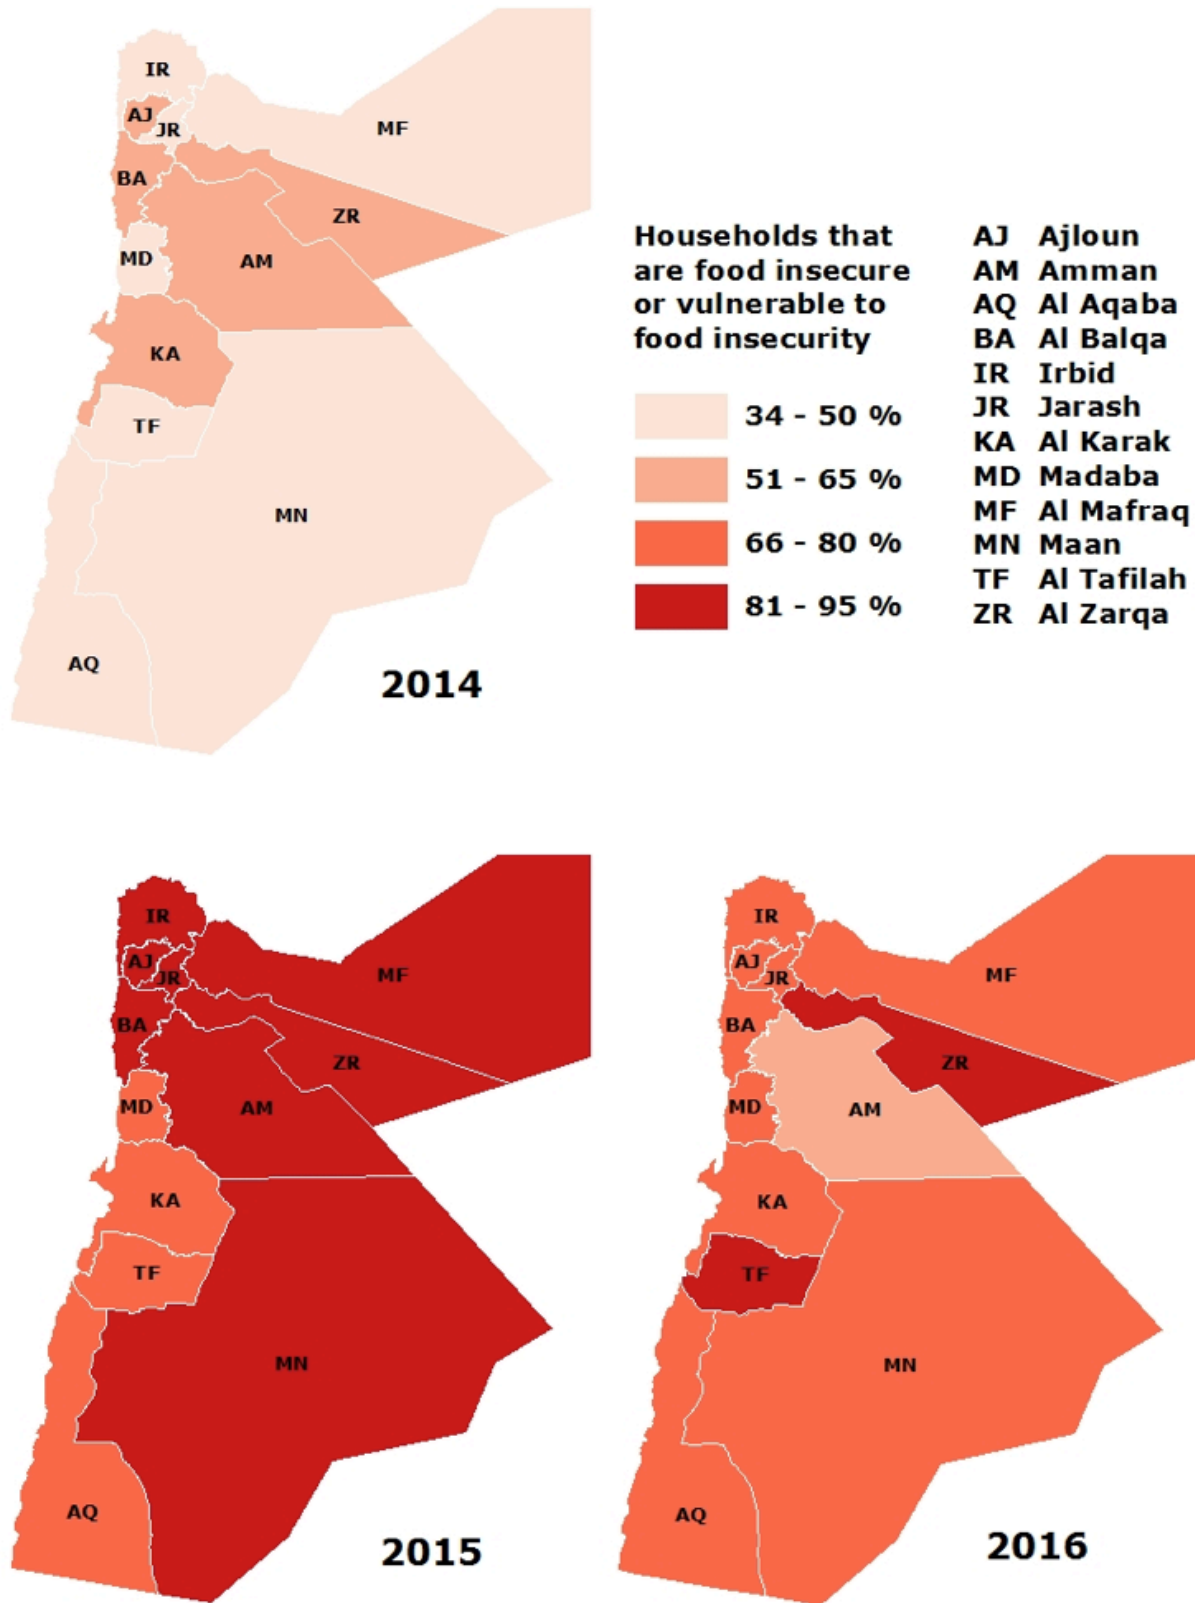 IR
AJ
JR
MF
BA
ZR
MD
AM
KA
TF
MN
AQ
2014
Households that
are food insecure
or vulnerable to
food insecurity
34 - 50 %
51 - 65 %
66 - 80 %
81 - 95 %
AJ Ajloun
AM Amman
AQ Al Aqaba
BA Al Balqa
IR Irbid
JR Jarash
KA Al Karak
MD Madaba
MF Al Mafraq
MN Maan
TF Al Tafilah
ZR Al Zarqa
IR
AJ
JR
MF
BA
ZR
MD
AM
KA
TF
MN
AQ
2015
IR
AJ
JR
MF
BA
ZR
MD
AM
KA
TF
MN
AQ
2016